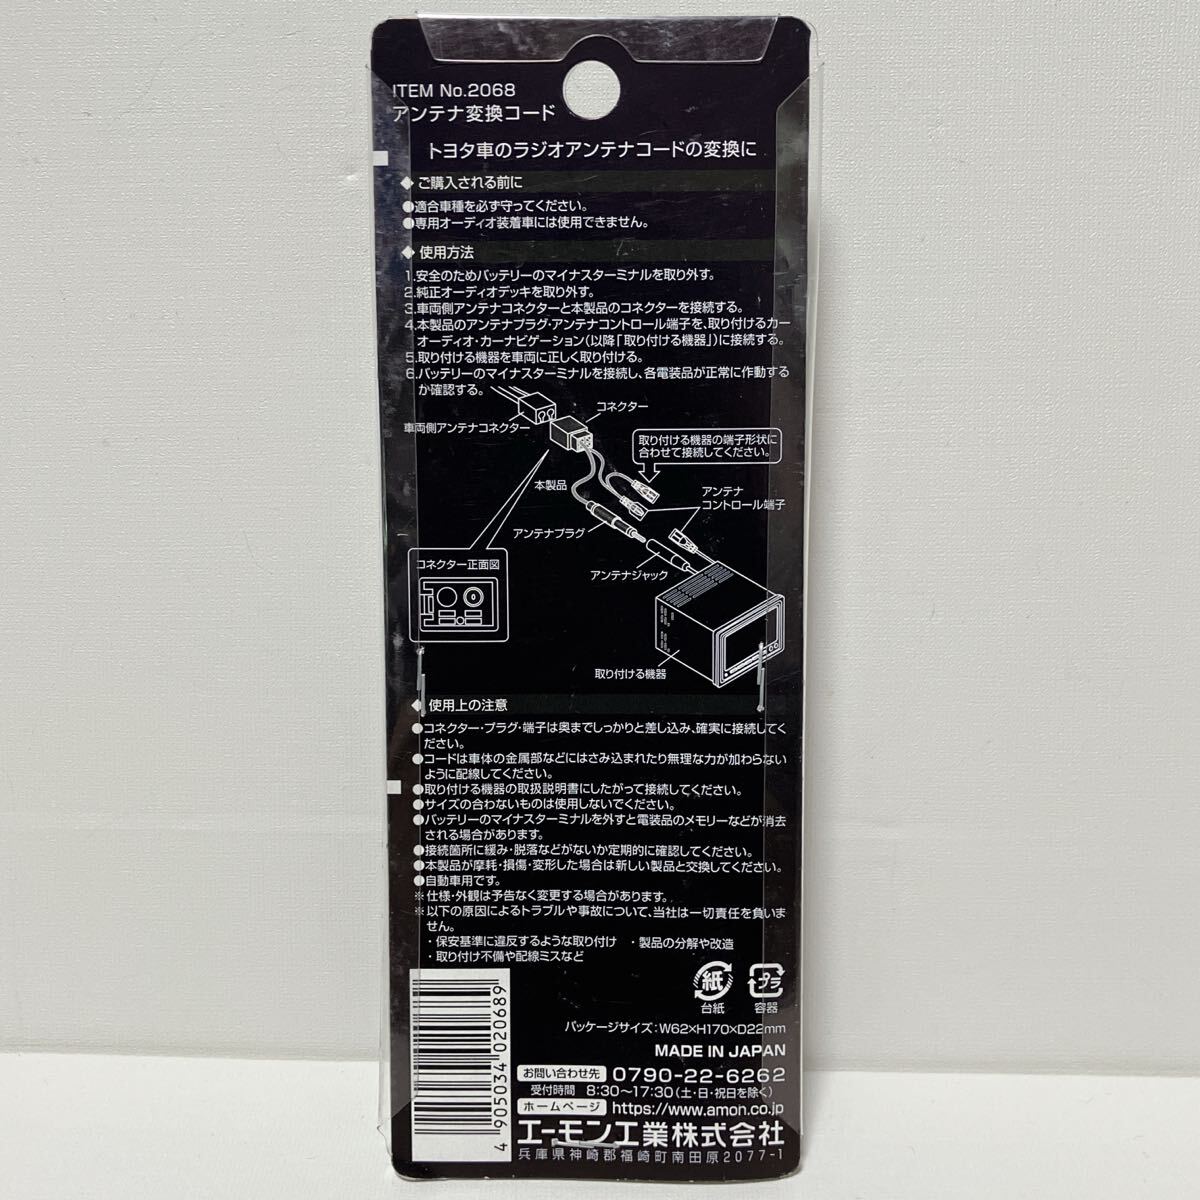 ITEM No.2068
アンテナ変換コード
トヨタ車のラジオアンテナコードの変換に
◆ ご購入される前に
●適合車種を必ず守ってください。
●専用オーディオ装着車には使用できません。
◆ 使用方法
1.安全のためバッテリーのマイナスターミナルを取り外す。
2.純正オーディオデッキを取り外す。
3.車両側アンテナコネクターと本製品のコネクターを接続する。
4.本製品のアンテナプラグ・アンテナコントロール端子を、取り付けるカー
オーディオ・カーナビゲーション(以降「取り付ける機器」)に接続する。
5.取り付ける機器を車両に正しく取り付ける。
6.バッテリーのマイナスターミナルを接続し、各電装品が正常に作動する
か確認する。
コネクター
車両側アンテナコネクター
取り付ける機器の端子形状に
合わせて接続してください。
本製品
アンテナ
コントロール端子
アンテナプラグ
コネクター正面図
アンテナジャック
取り付ける機器
◆ 使用上の注意
●コネクター・プラグ・端子は奥までしっかりと差し込み、確実に接続してく
ださい。
●コードは車体の金属部などにはさみ込まれたり無理な力が加わらない
ように配線してください。
●取り付ける機器の取扱説明書にしたがって接続してください。
●サイズの合わないものは使用しないでください。
●バッテリーのマイナスターミナルを外すと電装品のメモリーなどが消去
される場合があります。
●接続箇所に緩み・脱落などがないか定期的に確認してください。
●本製品が摩耗・損傷・変形した場合は新しい製品と交換してください。
●自動車用です。
※仕様・外観は予告なく変更する場合があります。
※以下の原因によるトラブルや事故について、当社は一切責任を負いま
せん。
・保安基準に違反するような取り付け ・製品の分解や改造
・取り付け不備や配線ミスなど
紙
台紙
プラ
容器
パッケージサイズ:W62×H170×D22mm
MADE IN JAPAN
お問い合わせ先 0790-22-6262
受付時間 8:30〜17:30(土・日・祝日を除く)
ホームページ https://www.amon.co.jp
エーモン工業株式会社
兵庫県神崎郡福崎町南田原2077-1
4 905034 020689